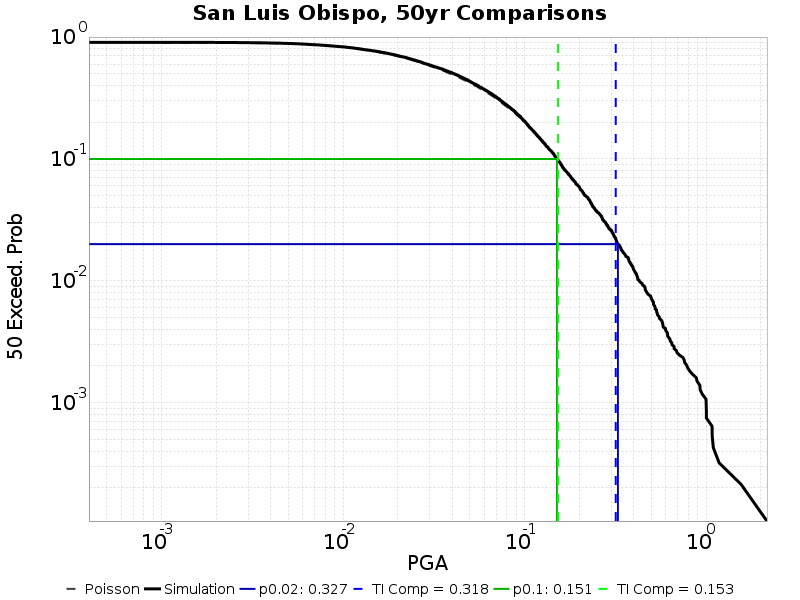 San Luis Obispo, 50yr Comparisons
10^0
10^-1
10^-2
10^-3
50 Exceed. Prob
10^-3 10^-2 10^-1 10^0
PGA
Poisson Simulation p0.02: 0.327 TI Comp = 0.318 p0.1: 0.151 TI Comp = 0.153